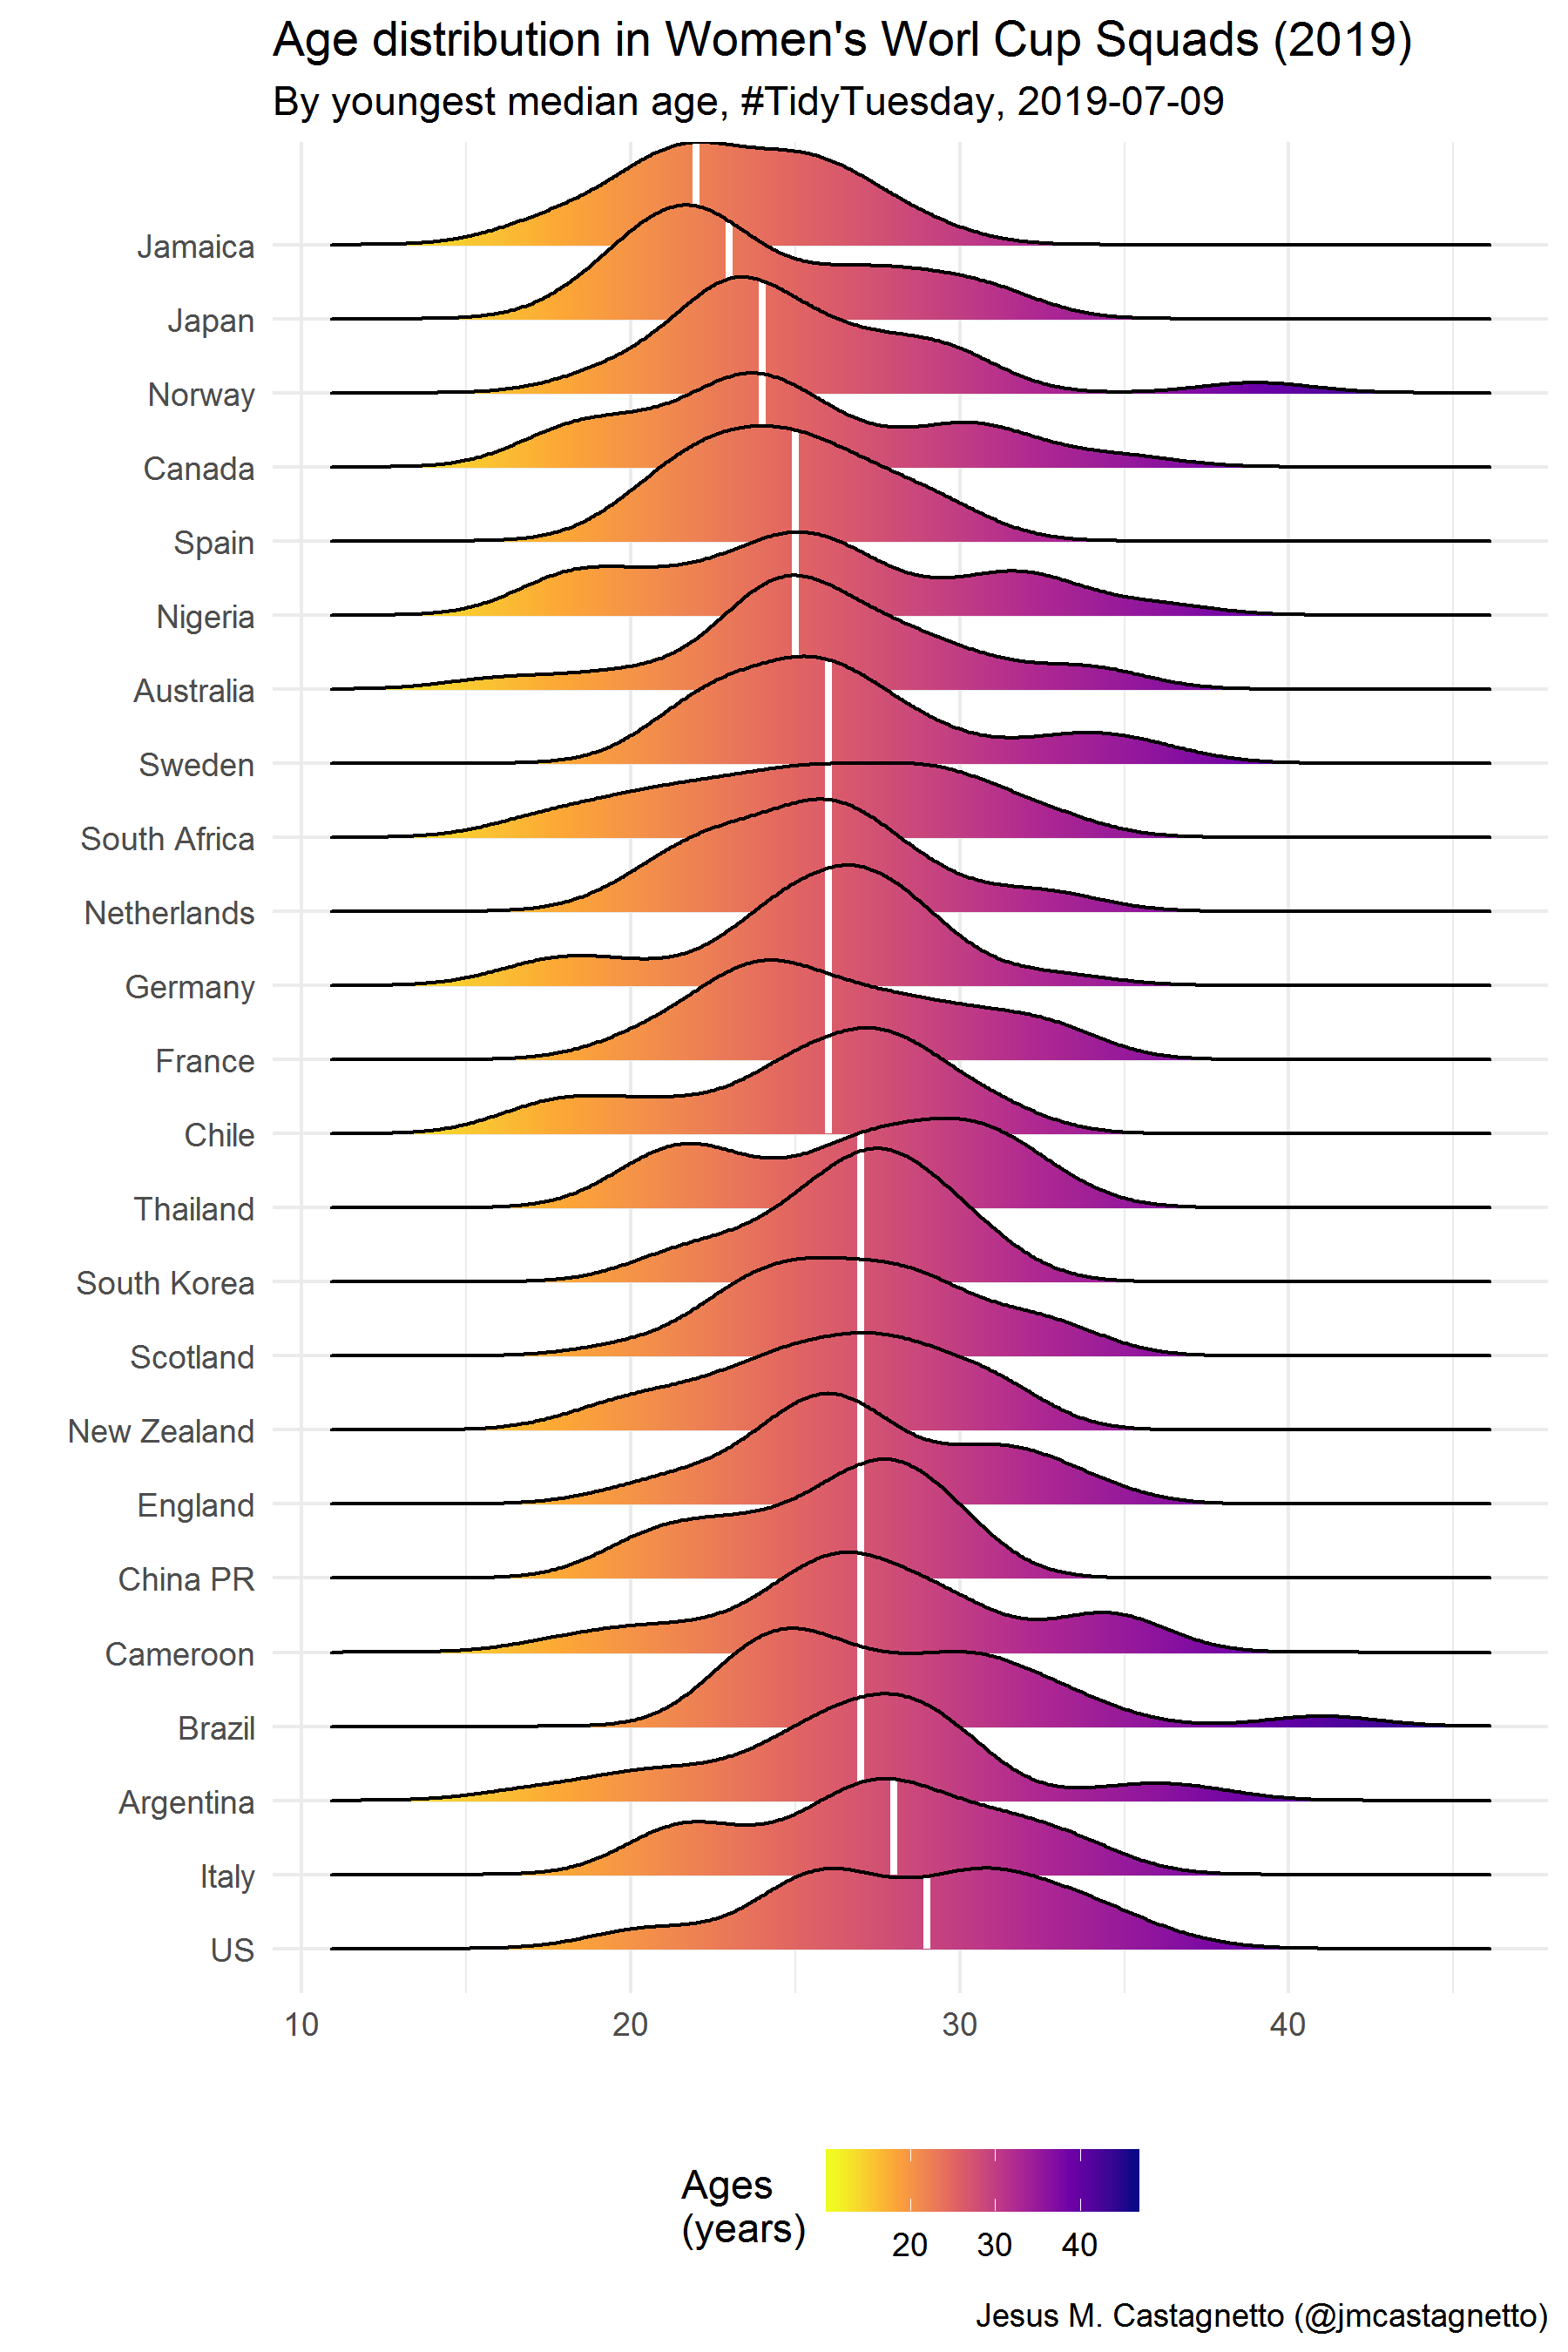 Age distribution in Women's Worl Cup Squads (2019)
By youngest median age, #TidyTuesday, 2019-07-09
Jamaica
Japan
Norway
Canada
Spain
Nigeria
Australia
Sweden
South Africa
Netherlands
Germany
France
Chile
Thailand
South Korea
Scotland
New Zealand
England
China PR
Cameroon
Brazil
Argentina
Italy
US
10 20 30 40
Ages
(years)
20 30 40
Jesus M. Castagnetto (@jmcastagnetto)